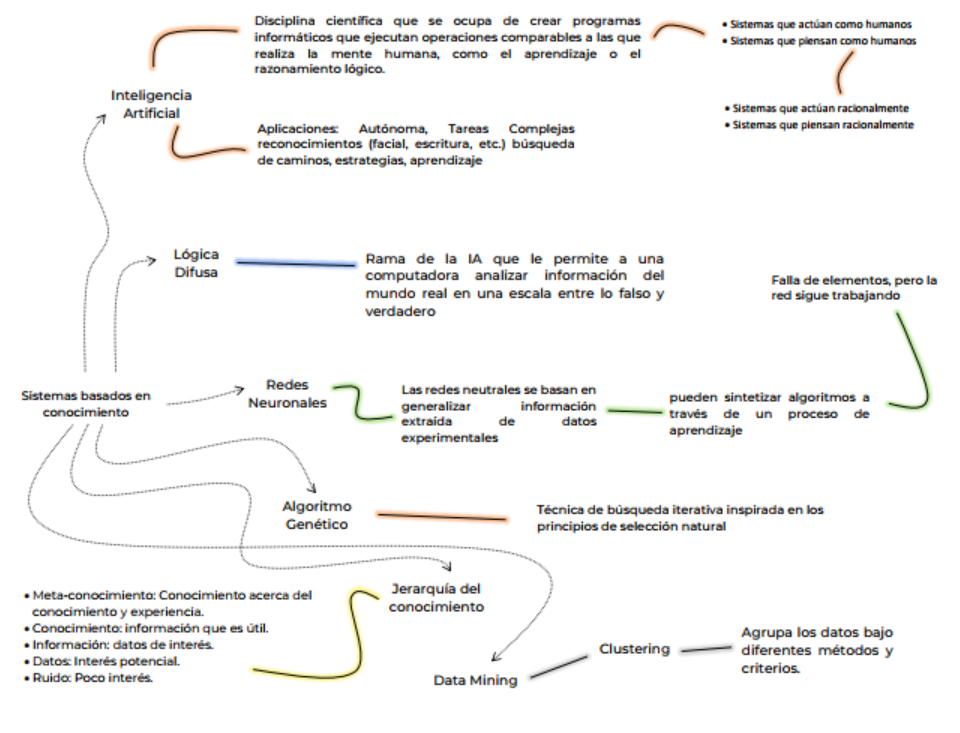 Disciplina científica que se ocupa de crear programas
informáticos que ejecutan operaciones comparables a las que
realiza la mente humana, como el aprendizaje o el
razonamiento lógico.
• Sistemas que actúan como humanos
• Sistemas que piensan como humanos
Inteligencia
Artificial
• Sistemas que actúan racionalmente
• Sistemas que piensan racionalmente
Aplicaciones: Autónoma, Tareas Complejas
reconocimientos (facial, escritura, etc.) búsqueda
de caminos, estrategias, aprendizaje
Lógica
Difusa
Rama de la IA que le permite a una
computadora analizar información del
mundo real en una escala entre lo falso y
verdadero
Falla de elementos, pero la
red sigue trabajando
Sistemas basados en
conocimiento
Redes
Neuronales
Las redes neutrales se basan en
generalizar información
extraída de datos
experimentales
pueden sintetizar algoritmos a
través de un proceso de
aprendizaje
Algoritmo
Genético
Técnica de búsqueda iterativa inspirada en los
principios de selección natural
Jerarquía del
conocimiento
• Meta-conocimiento: Conocimiento acerca del
conocimiento y experiencia.
• Conocimiento: información que es útil.
• Información: datos de interés.
• Datos: Interés potencial.
• Ruido: Poco interés.
Data Mining
Clustering
Agrupa los datos bajo
diferentes métodos y
criterios.